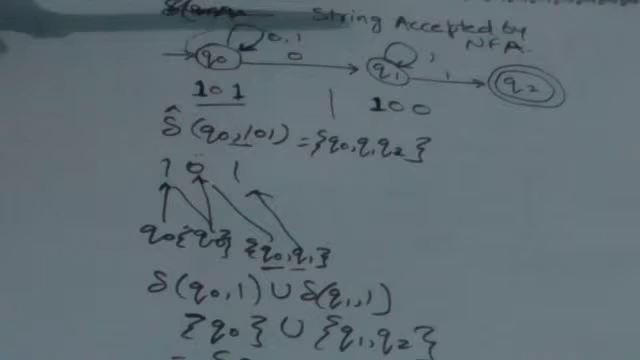 String Accepted by
NFA.
0,1
0
1
1
q0
q1
q2
101 | 100
δ̂ (q0,101) = {q0,q1,q2}
1 0 1
q0 {q0} {q0,q1}
δ(q0,1) ∪ δ(q1,1)
{q0} ∪ {q1,q2}